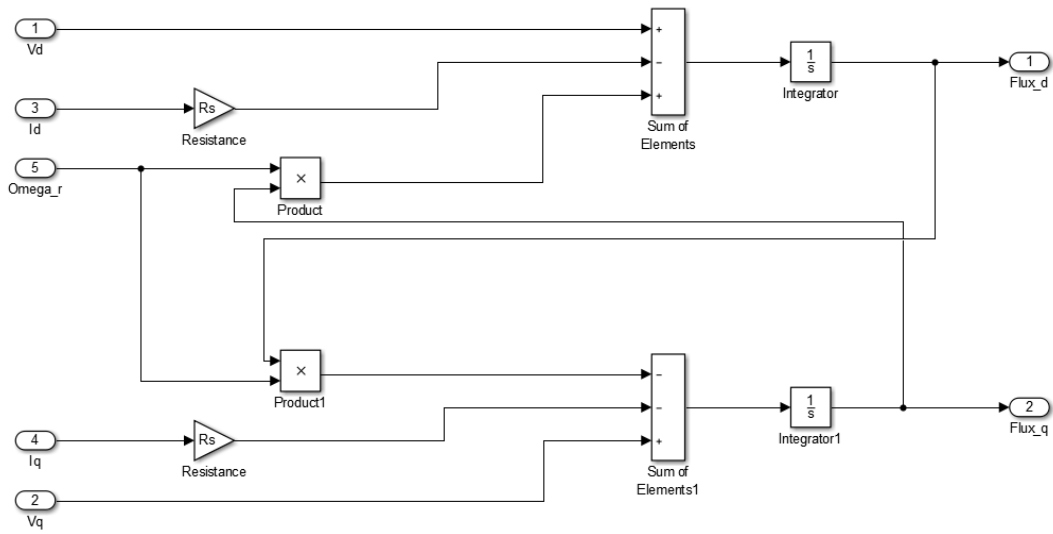 1
Vd
3
Id
Rs
Resistance
5
Omega_r
×
Product
+
−
+
Sum of
Elements
1
s
Integrator
1
Flux_d
×
Product1
4
Iq
Rs
Resistance
2
Vq
−
−
+
Sum of
Elements1
1
s
Integrator1
2
Flux_q